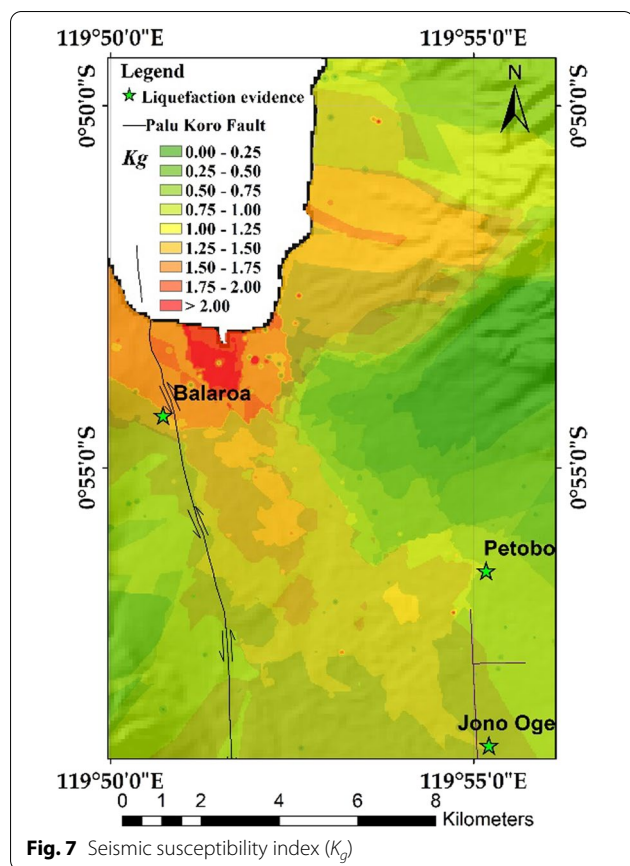 119°50'0"E 119°55'0"E
Legend
Liquefaction evidence
Palu Koro Fault
Kg
0.00 - 0.25
0.25 - 0.50
0.50 - 0.75
0.75 - 1.00
1.00 - 1.25
1.25 - 1.50
1.50 - 1.75
1.75 - 2.00
> 2.00
N
0°50'0"S 0°50'0"S
Balaroa
0°55'0"S 0°55'0"S
Petobo
Jono Oge
119°50'0"E 119°55'0"E
0 1 2 4 6 8
Kilometers
Fig. 7 Seismic susceptibility index (Kg)